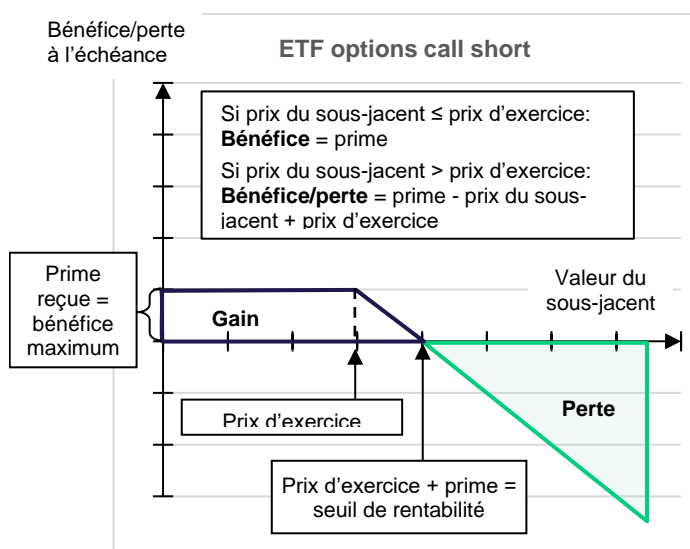 Bénéfice/perte
à l'échéance
ETF options call short
Si prix du sous-jacent ≤ prix d'exercice:
Bénéfice = prime
Si prix du sous-jacent > prix d'exercice:
Bénéfice/perte = prime - prix du sous-
jacent + prix d'exercice
Prime
reçue =
bénéfice
maximum
Valeur du
sous-jacent
Gain
Perte
Prix d'exercice
Prix d'exercice + prime =
seuil de rentabilité